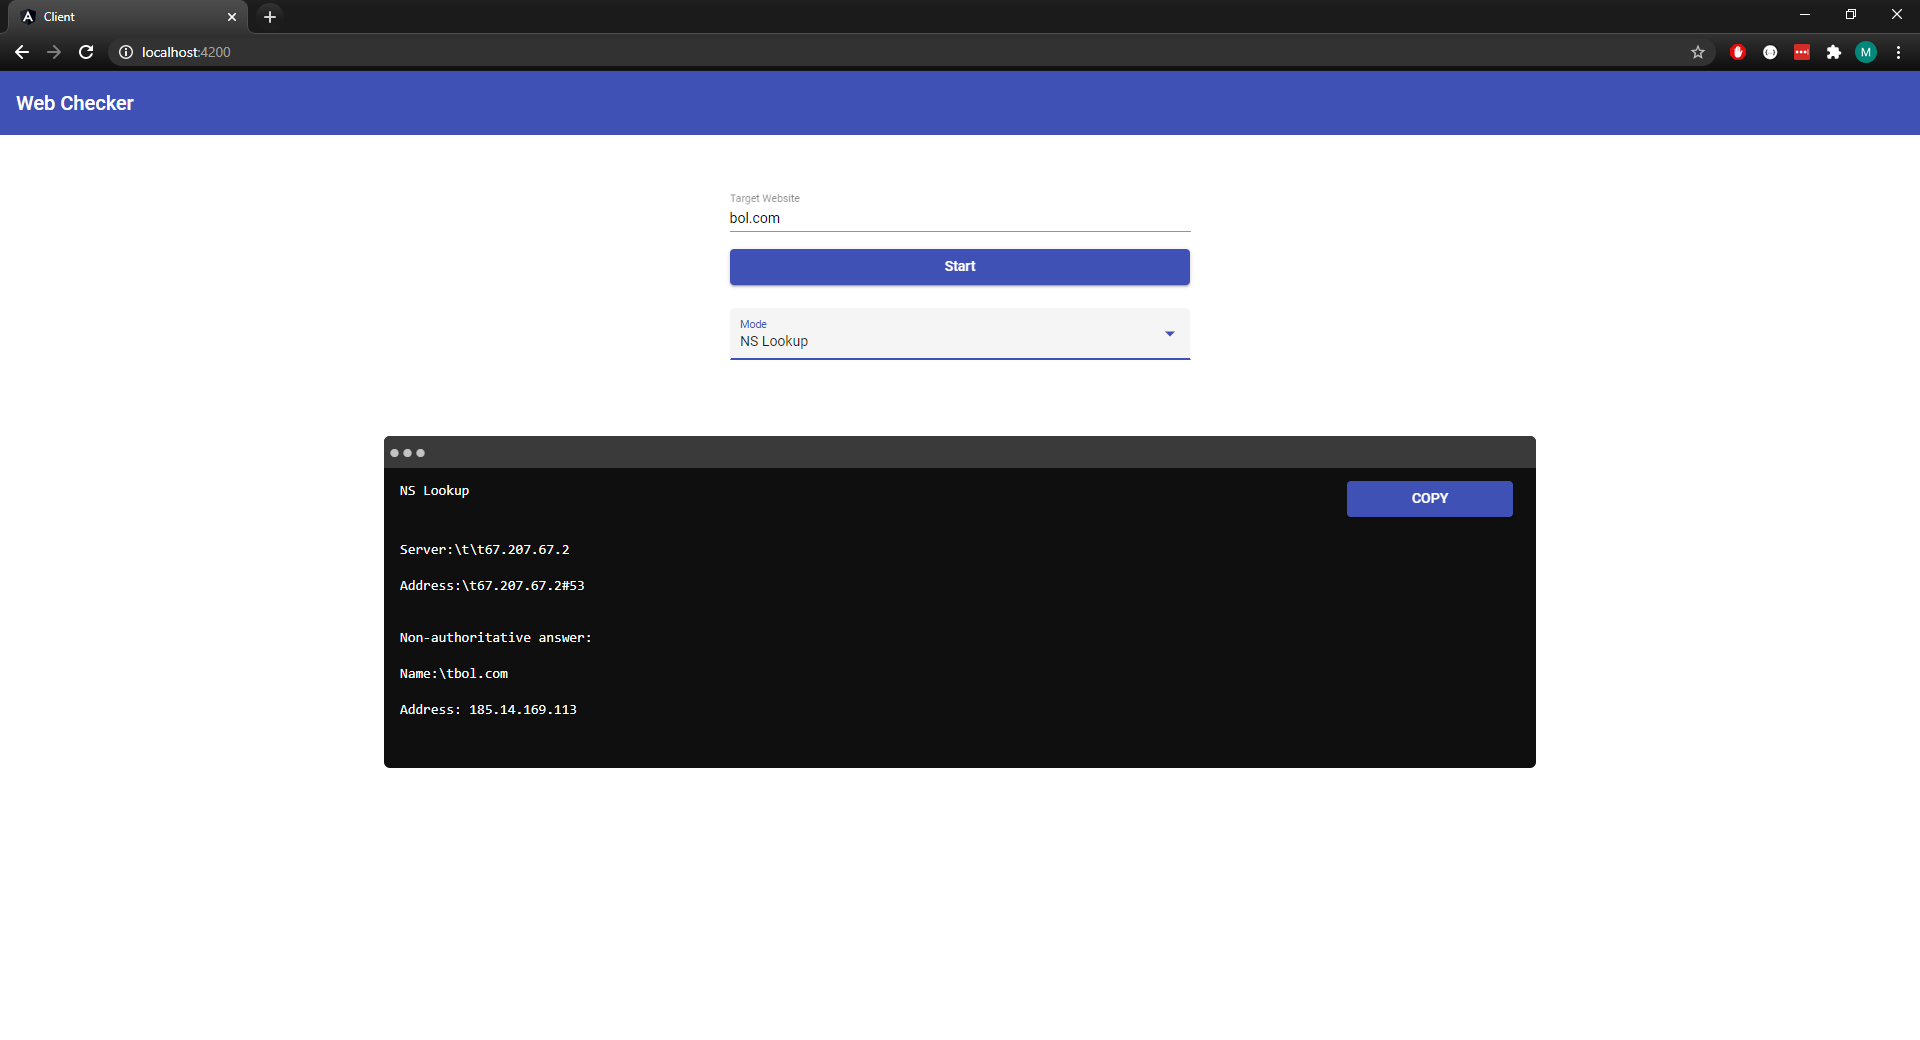 Client
localhost:4200
M
Web Checker
Target Website
bol.com
Start
Mode
NS Lookup
NS Lookup
COPY
Server:\t\t67.207.67.2
Address:\t67.207.67.2#53
Non-authoritative answer:
Name:\tbol.com
Address: 185.14.169.113